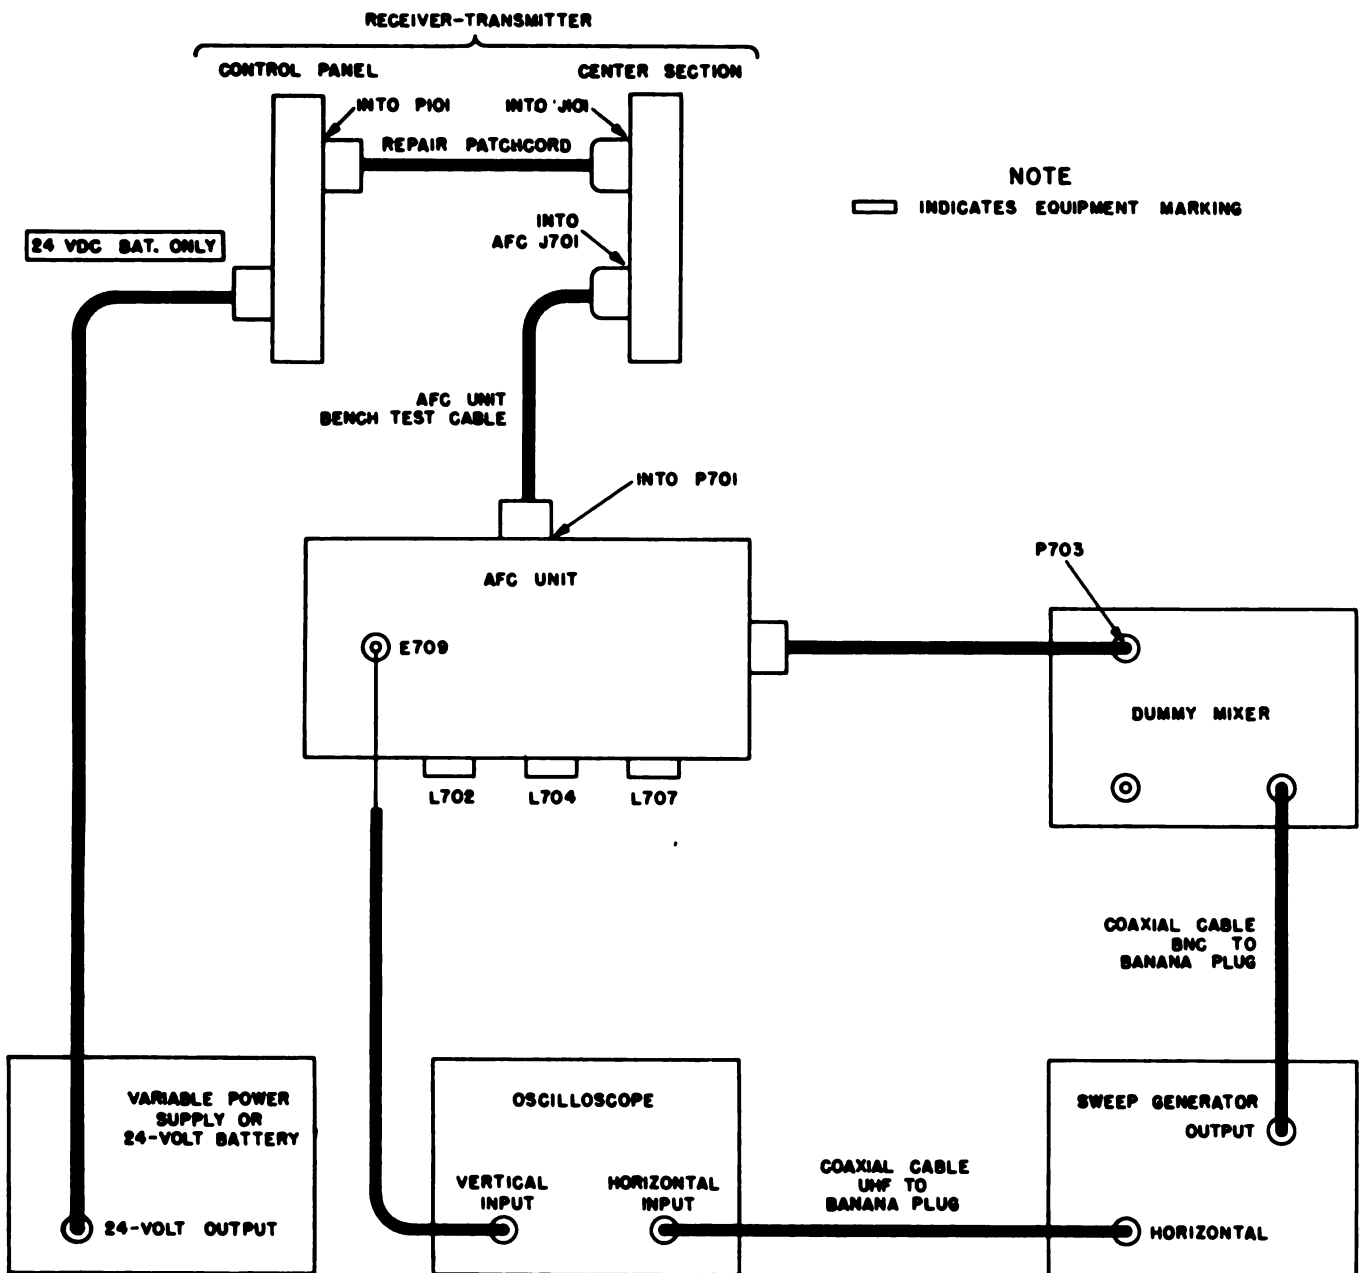 RECEIVER-TRANSMITTER
CONTROL PANEL
CENTER SECTION
INTO P101
INTO J101
REPAIR PATCHCORD
NOTE
INDICATES EQUIPMENT MARKING
INTO
AFC J701
24 VDC BAT. ONLY
AFC UNIT
BENCH TEST CABLE
INTO P701
AFC UNIT
P703
E709
DUMMY MIXER
L702
L704
L707
COAXIAL CABLE
BNC TO
BANANA PLUG
VARIABLE POWER
SUPPLY OR
24-VOLT BATTERY
24-VOLT OUTPUT
OSCILLOSCOPE
VERTICAL
INPUT
HORIZONTAL
INPUT
COAXIAL CABLE
UHF TO
BANANA PLUG
SWEEP GENERATOR
OUTPUT
HORIZONTAL